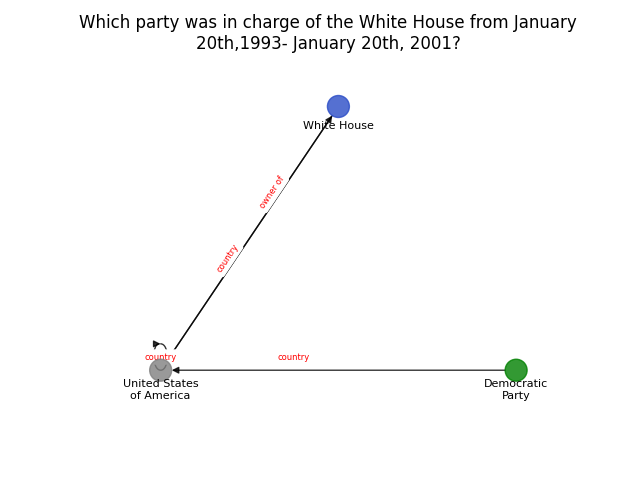 Which party was in charge of the White House from January
20th,1993- January 20th, 2001?
White House
owner of
country
country
country
United States
of America
Democratic
Party